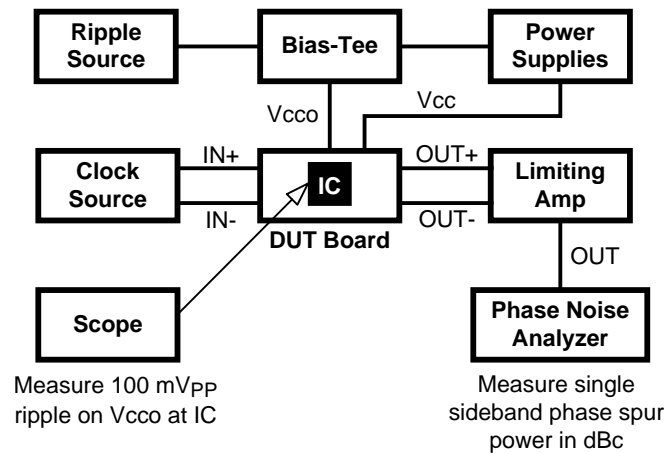 Ripple
Source
Bias-Tee
Power
Supplies
Vcco
Vcc
Clock
Source
IN+
IN-
IC
DUT Board
OUT+
OUT-
Limiting
Amp
OUT
Scope
Phase Noise
Analyzer
Measure 100 mVPP
ripple on Vcco at IC
Measure single
sideband phase spur
power in dBc